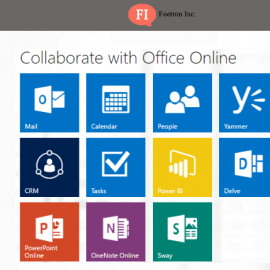 FI Foetron Inc.
Collaborate with Office Online
Mail Calendar People Yammer
CRM Tasks Power BI Delve
PowerPoint
Online OneNote Online Sway